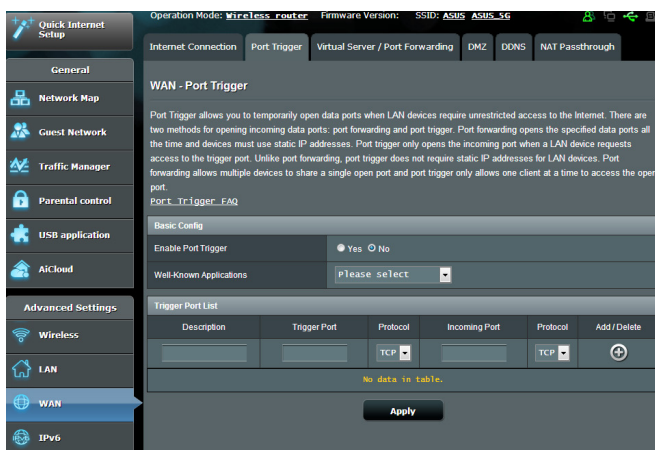 Quick Internet
Setup
General
Network Map
Guest Network
Traffic Manager
Parental control
USB application
AiCloud
Advanced Settings
Wireless
LAN
WAN
IPv6
Operation Mode: Wireless router Firmware Version: SSID: ASUS ASUS_5G
Internet Connection Port Trigger Virtual Server / Port Forwarding DMZ DDNS NAT Passthrough
WAN - Port Trigger
Port Trigger allows you to temporarily open data ports when LAN devices require unrestricted access to the Internet. There are
two methods for opening incoming data ports: port forwarding and port trigger. Port forwarding opens the specified data ports all
the time and devices must use static IP addresses. Port trigger only opens the incoming port when a LAN device requests
access to the trigger port. Unlike port forwarding, port trigger does not require static IP addresses for LAN devices. Port
forwarding allows multiple devices to share a single open port and port trigger only allows one client at a time to access the open
port.
Port Trigger FAQ
Basic Config
Enable Port Trigger Yes No
Well-Known Applications Please select
Trigger Port List
Description Trigger Port Protocol Incoming Port Protocol Add / Delete
TCP TCP
No data in table.
Apply